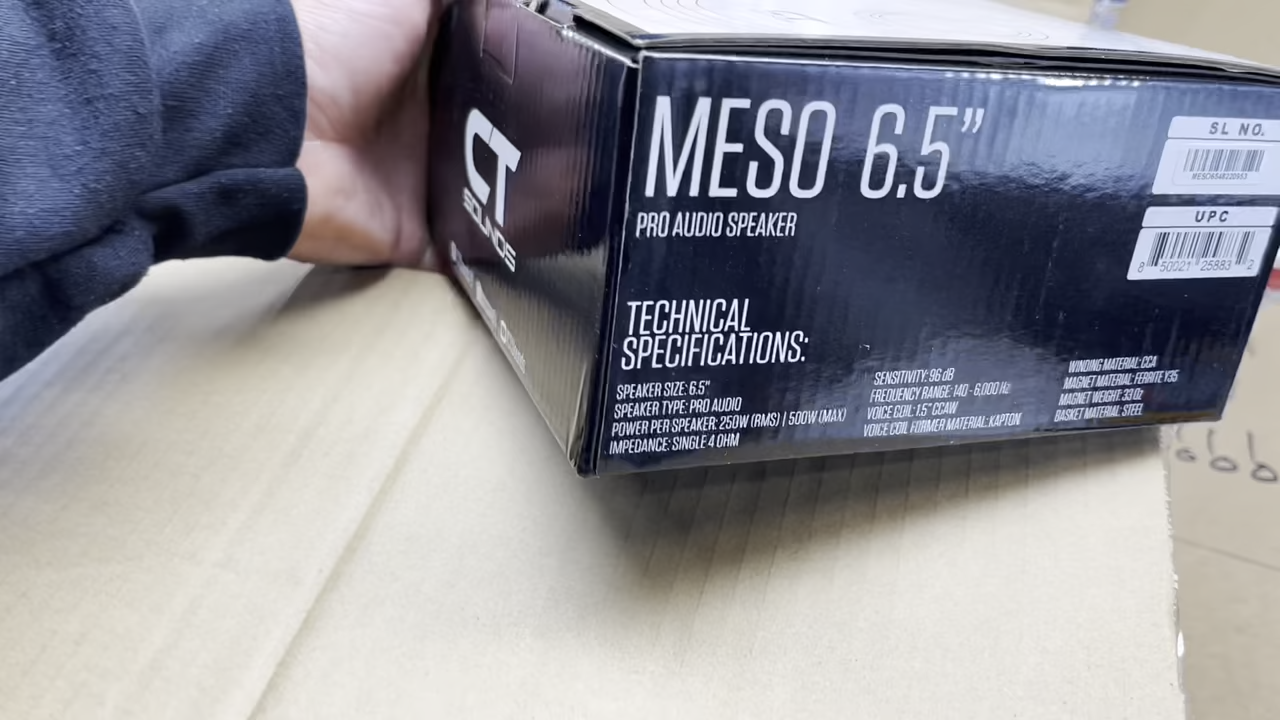 CT
SOUNDS
MESO 6.5"
PRO AUDIO SPEAKER
TECHNICAL
SPECIFICATIONS:
SPEAKER SIZE: 6.5"
SPEAKER TYPE: PRO AUDIO
POWER PER SPEAKER: 250W (RMS) | 500W (MAX)
IMPEDANCE: SINGLE 4 OHM
SENSITIVITY: 96 dB
FREQUENCY RANGE: 140 - 6,000 Hz
VOICE COIL: 1.5" CCAW
VOICE COIL FORMER MATERIAL: KAPTON
WINDING MATERIAL: CCA
MAGNET MATERIAL: FERRITE Y35
MAGNET WEIGHT: 33 Oz
BASKET MATERIAL: STEEL
SL NO.
UPC
8 50021 25883 2